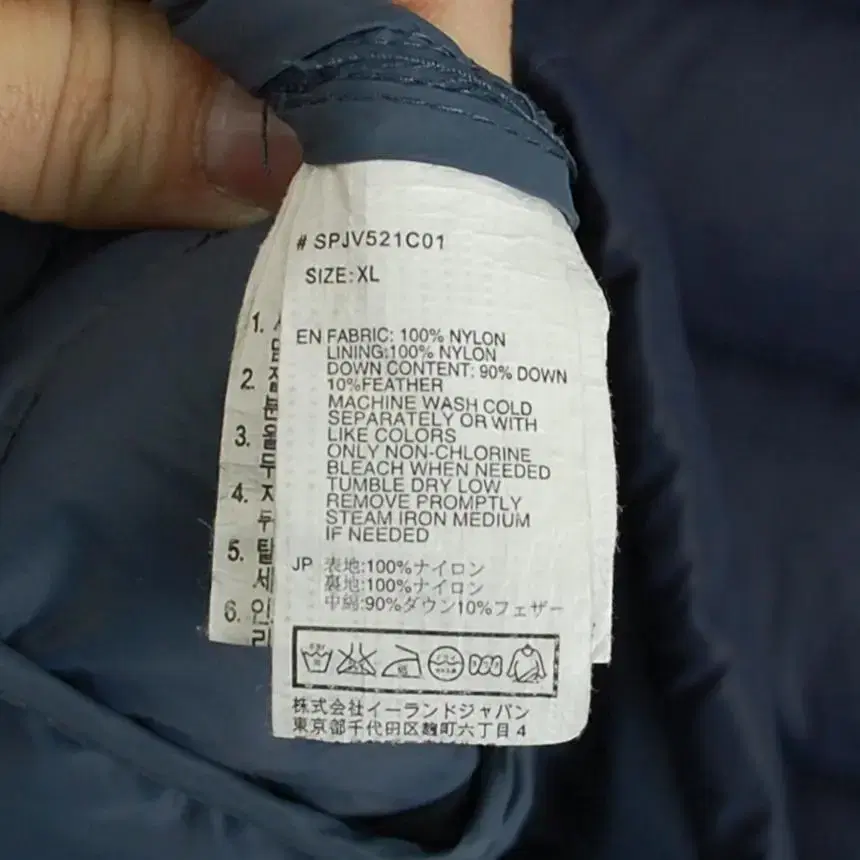 # SPJV521C01
SIZE: XL
EN FABRIC: 100% NYLON
LINING:100% NYLON
DOWN CONTENT: 90% DOWN
10%FEATHER
MACHINE WASH COLD
SEPARATELY OR WITH
LIKE COLORS
ONLY NON-CHLORINE
BLEACH WHEN NEEDED
TUMBLE DRY LOW
REMOVE PROMPTLY
STEAM IRON MEDIUM
IF NEEDED
JP 表地:100%ナイロン
裏地:100%ナイロン
中綿:90%ダウン10%フェザー
株式会社イーランドジャパン
東京都千代田区麹町六丁目4
1.
2.
3. 올
두
4.
5. 탈
세
6. 인